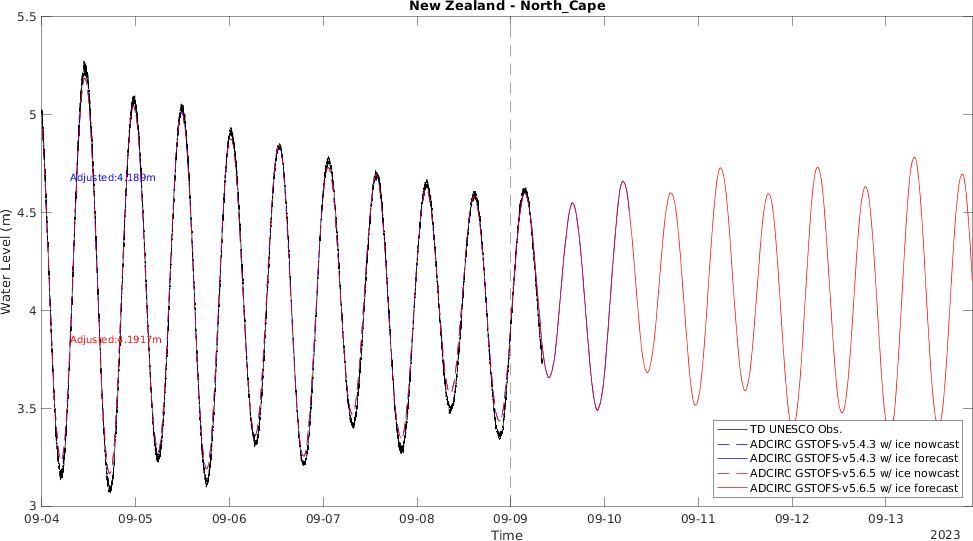 New Zealand - North_Cape
5.5
5
4.5
4
3.5
3
Water Level (m)
Adjusted:4.189m
Adjusted:4.1917m
TD UNESCO Obs.
ADCIRC GSTOFS-v5.4.3 w/ ice nowcast
ADCIRC GSTOFS-v5.4.3 w/ ice forecast
ADCIRC GSTOFS-v5.6.5 w/ ice nowcast
ADCIRC GSTOFS-v5.6.5 w/ ice forecast
09-04 09-05 09-06 09-07 09-08 09-09 09-10 09-11 09-12 09-13
Time
2023